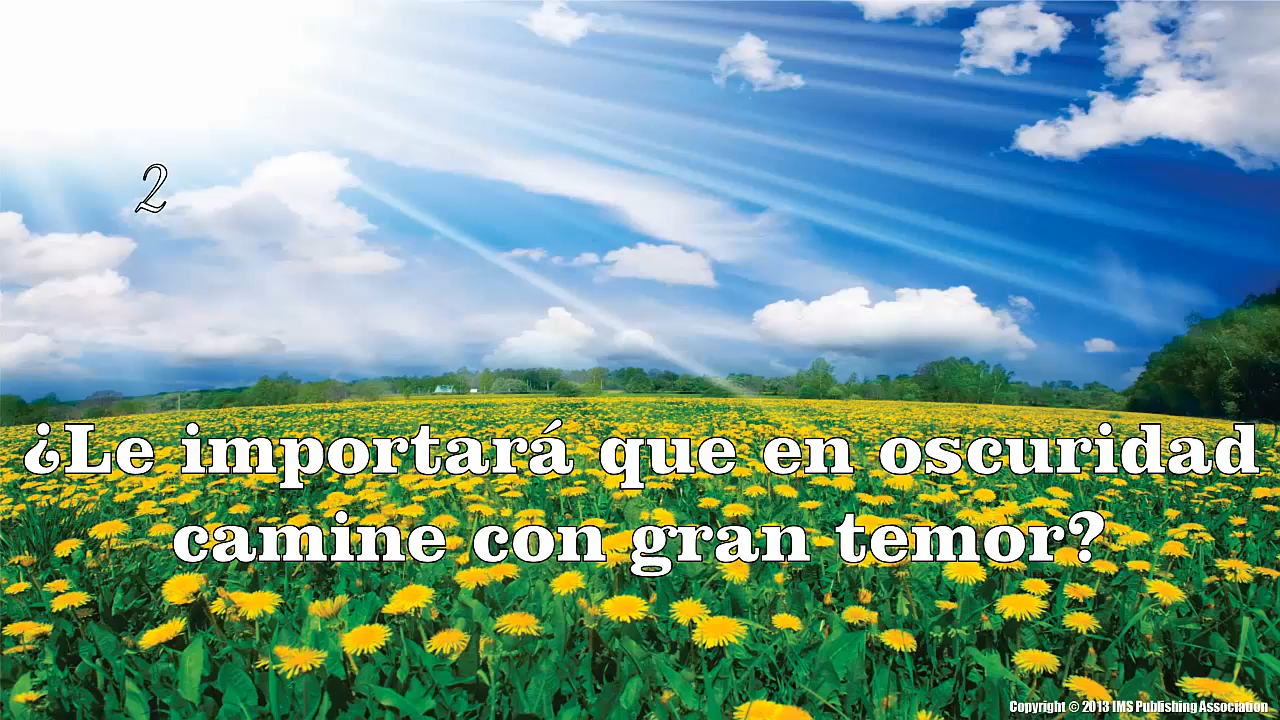 2
¿Le importará que en oscuridad
camine con gran temor?
Copyright © 2013 IMS Publishing Association